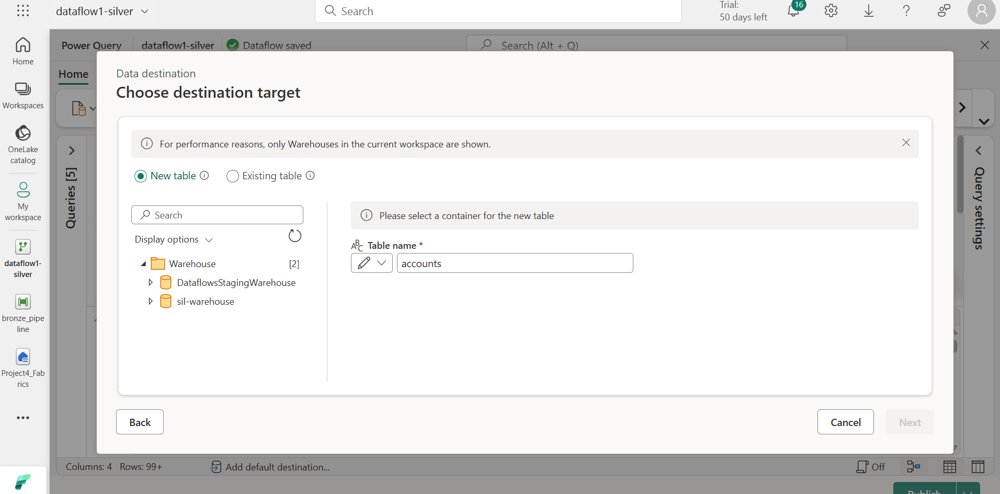 dataflow1-silver
Search
Trial:
50 days left
16
Home
Workspaces
OneLake
catalog
My
workspace
dataflow1-
silver
bronze_pipe
line
Project4_Fab
rics
Power Query
dataflow1-silver
Dataflow saved
Search (Alt + Q)
Home
Queries [5]
Query settings
Data destination
Choose destination target
For performance reasons, only Warehouses in the current workspace are shown.
New table
Existing table
Search
Display options
Warehouse [2]
DataflowsStagingWarehouse
sil-warehouse
Please select a container for the new table
ABC Table name *
accounts
Back
Cancel
Next
Columns: 4 Rows: 99+
Add default destination...
Off
Publish